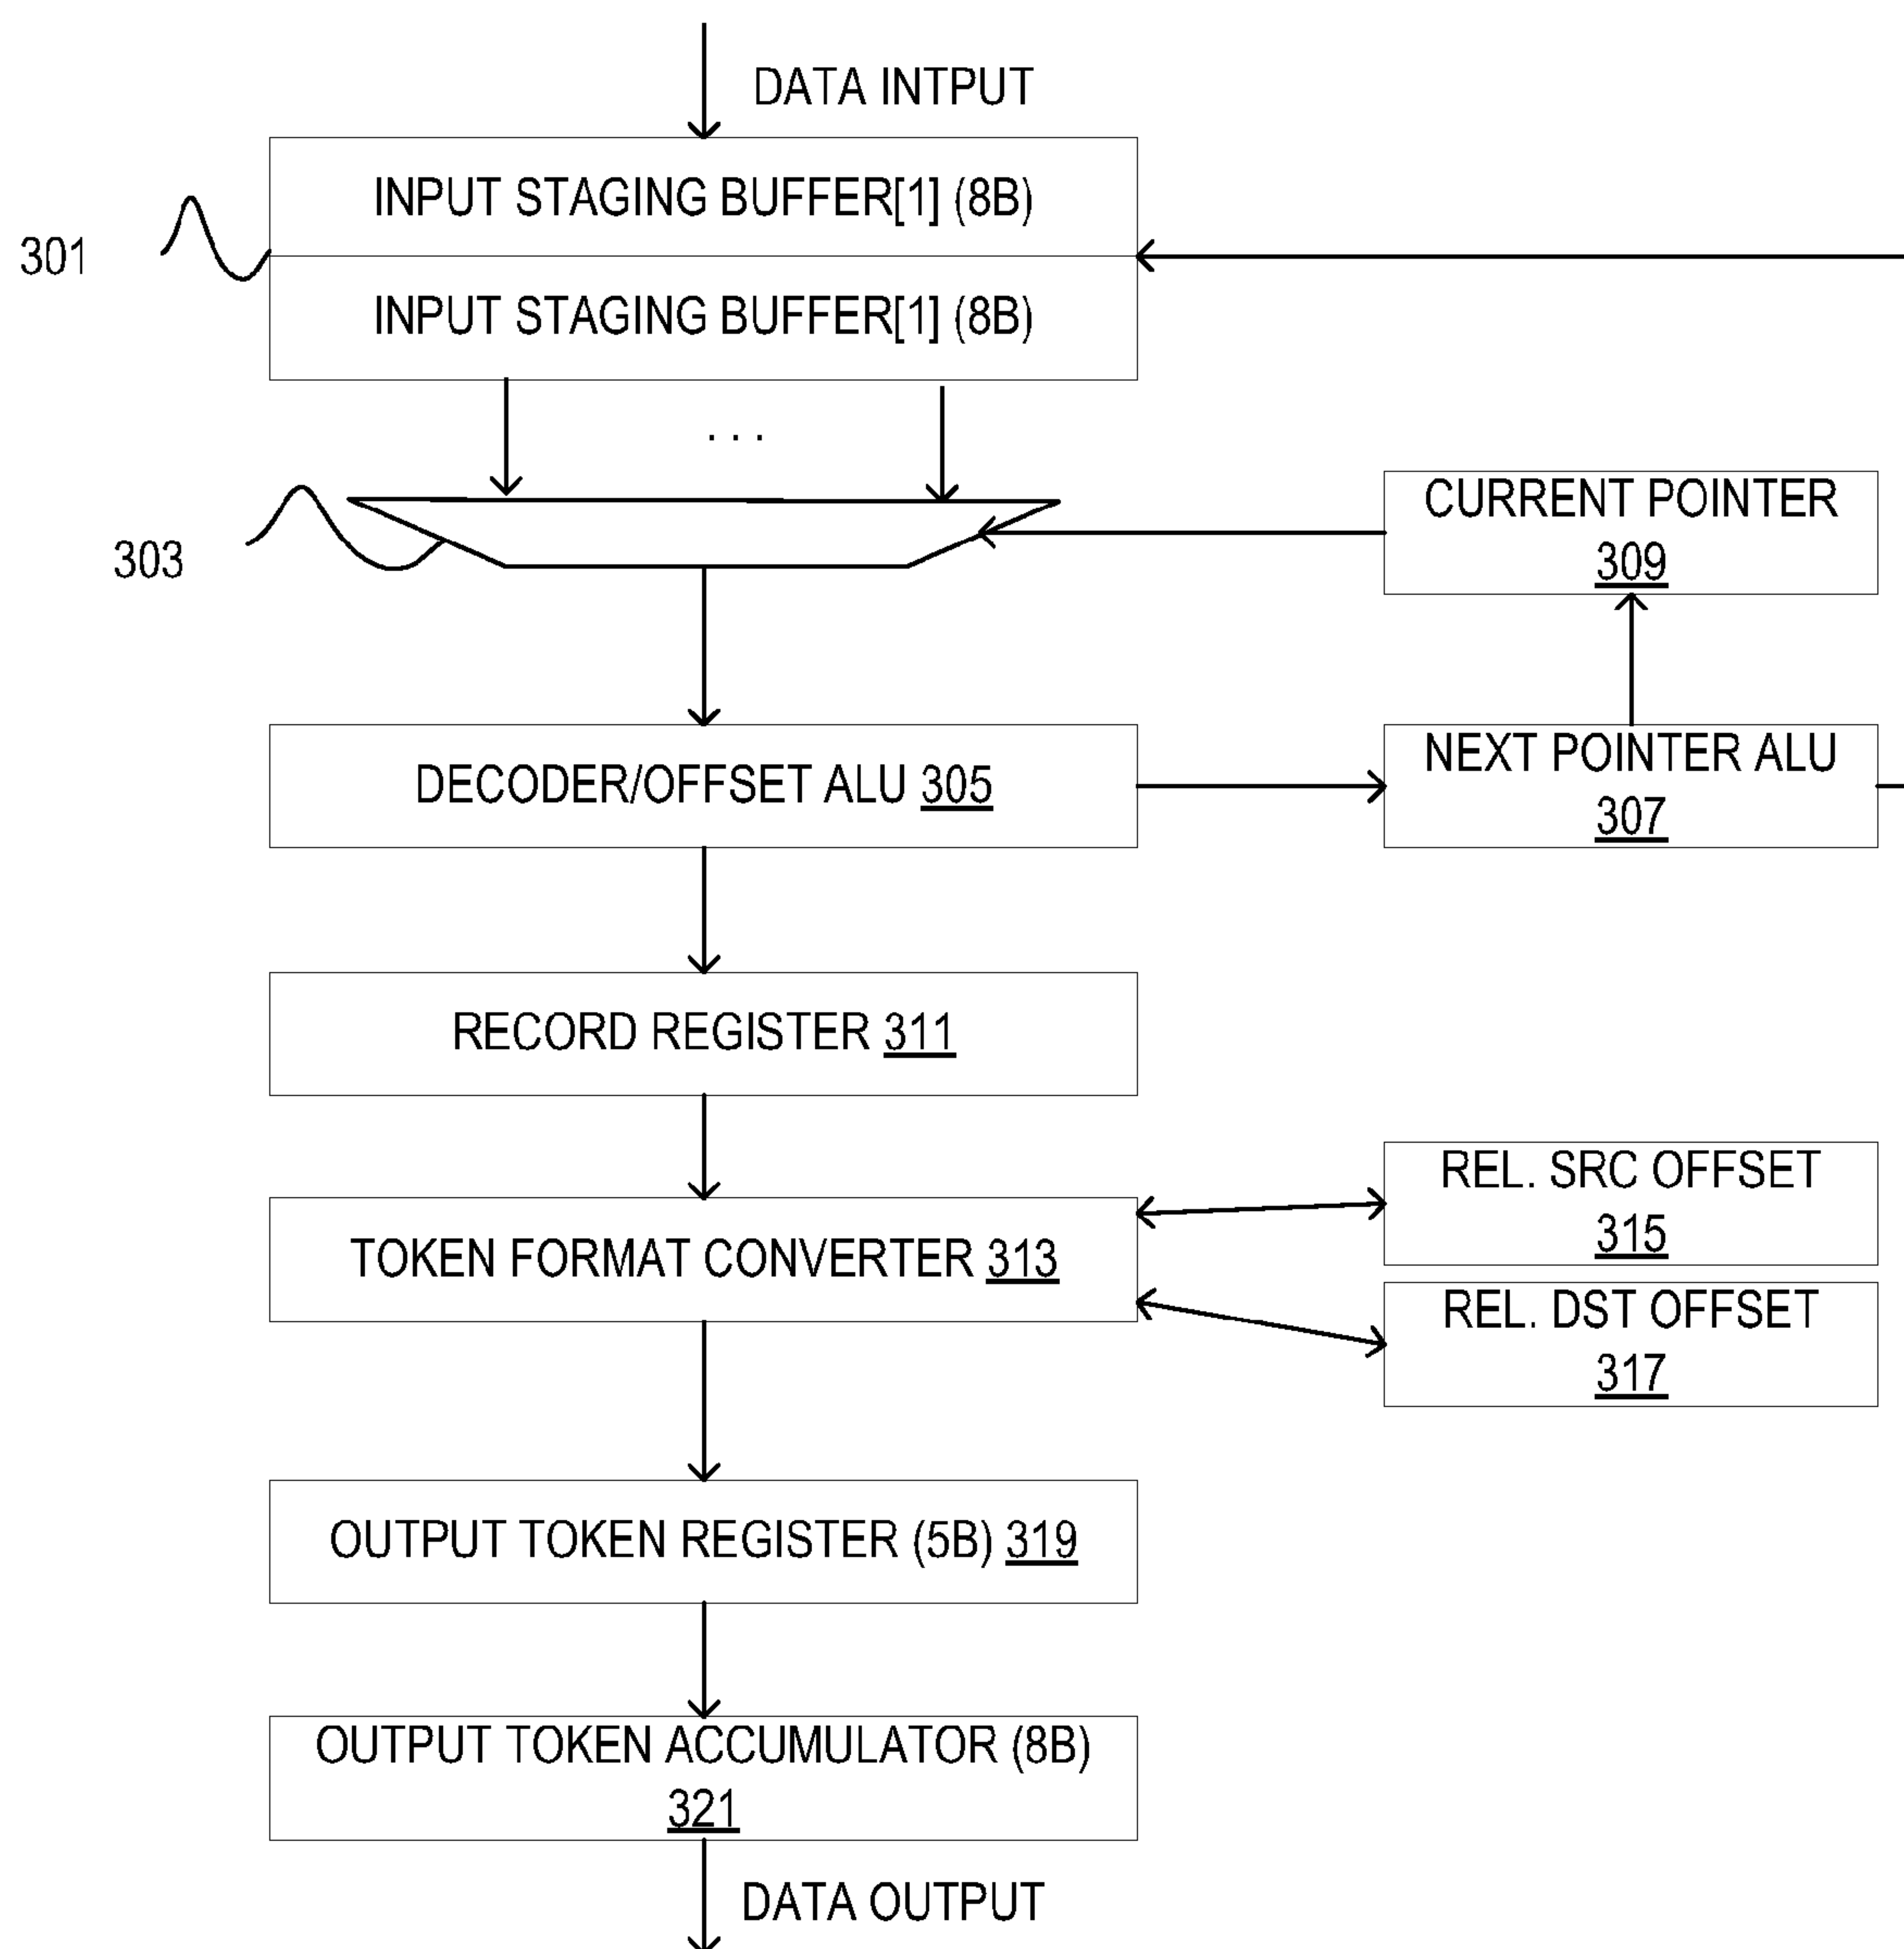 DATA INTPUT
INPUT STAGING BUFFER[1] (8B)
301
INPUT STAGING BUFFER[1] (8B)
. . .
303
CURRENT POINTER
309
DECODER/OFFSET ALU 305
NEXT POINTER ALU
307
RECORD REGISTER 311
TOKEN FORMAT CONVERTER 313
REL. SRC OFFSET
315
REL. DST OFFSET
317
OUTPUT TOKEN REGISTER (5B) 319
OUTPUT TOKEN ACCUMULATOR (8B)
321
DATA OUTPUT